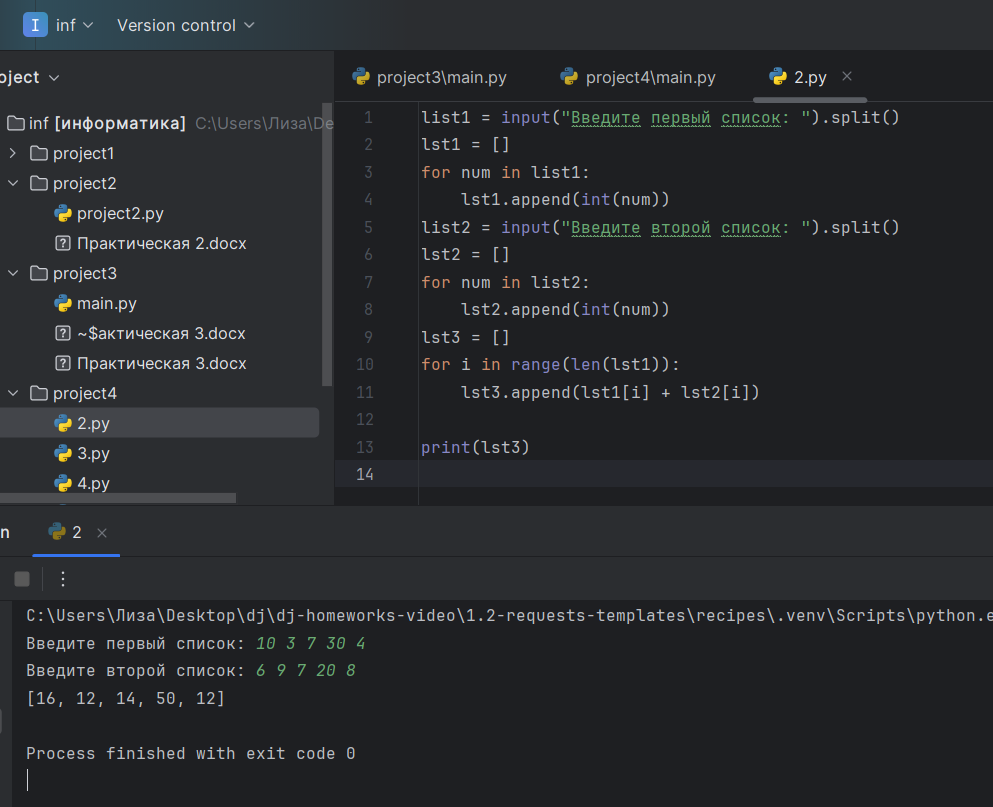 I inf Version control
oject
project3\main.py project4\main.py 2.py
inf [информатика] C:\Users\Лиза\De
project1
project2
project2.py
Практическая 2.docx
project3
main.py
~$актическая 3.docx
Практическая 3.docx
project4
2.py
3.py
4.py
1 list1 = input("Введите первый список: ").split()
2 lst1 = []
3 for num in list1:
4     lst1.append(int(num))
5 list2 = input("Введите второй список: ").split()
6 lst2 = []
7 for num in list2:
8     lst2.append(int(num))
9 lst3 = []
10 for i in range(len(lst1)):
11     lst3.append(lst1[i] + lst2[i])
12
13 print(lst3)
14
n 2
C:\Users\Лиза\Desktop\dj\dj-homeworks-video\1.2-requests-templates\recipes\.venv\Scripts\python.e
Введите первый список: 10 3 7 30 4
Введите второй список: 6 9 7 20 8
[16, 12, 14, 50, 12]
Process finished with exit code 0